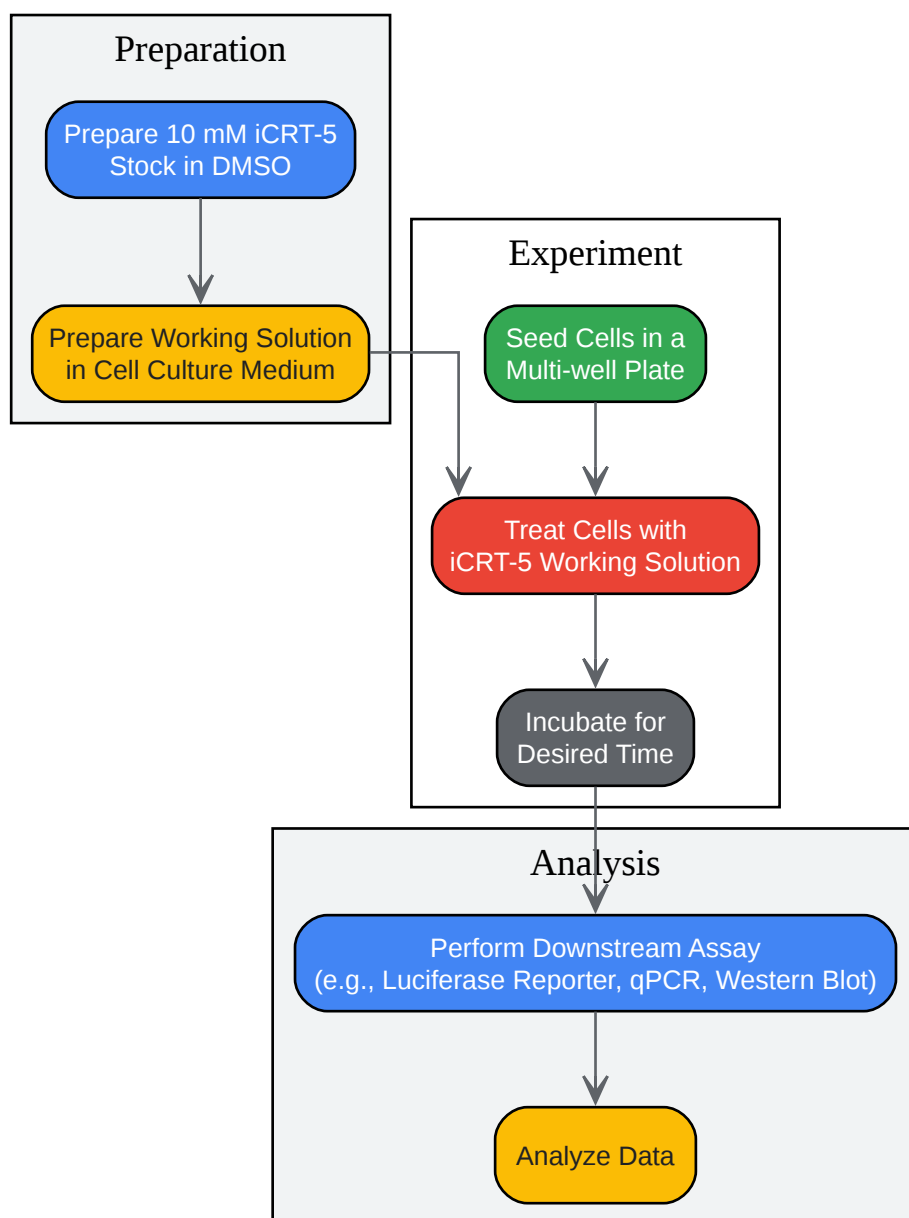 Preparation
Prepare 10 mM iCRT-5
Stock in DMSO
Prepare Working Solution
in Cell Culture Medium
Experiment
Seed Cells in a
Multi-well Plate
Treat Cells with
iCRT-5 Working Solution
Incubate for
Desired Time
Analysis
Perform Downstream Assay
(e.g., Luciferase Reporter, qPCR, Western Blot)
Analyze Data